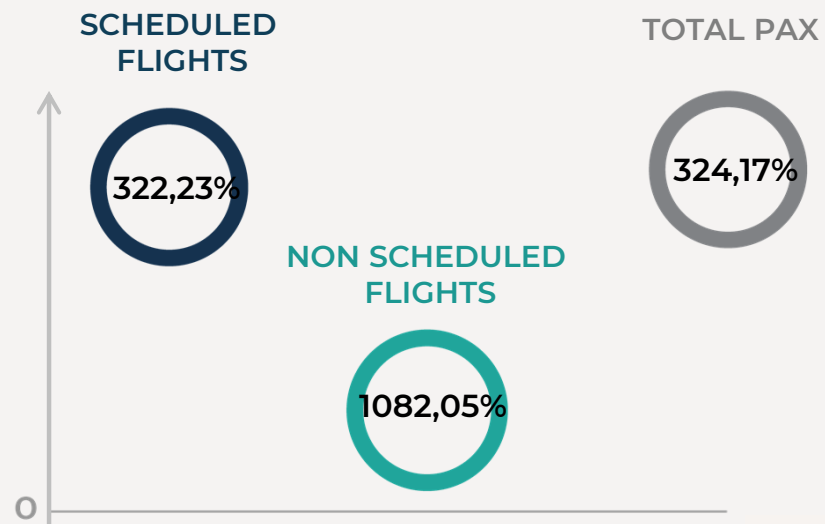 SCHEDULED
FLIGHTS
322,23%
NON SCHEDULED
FLIGHTS
1082,05%
TOTAL PAX
324,17%
0